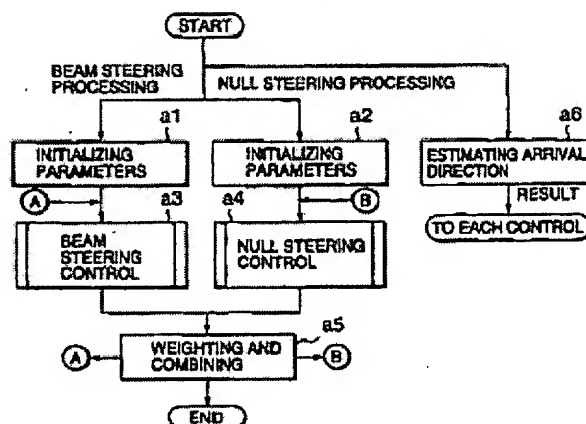 START
BEAM STEERING
PROCESSING
NULL STEERING PROCESSING
a1
a2
a6
INITIALIZING
PARAMETERS
INITIALIZING
PARAMETERS
ESTIMATING ARRIVAL
DIRECTION
RESULT
A
B
a3
a4
TO EACH CONTROL
BEAM
STEERING
CONTROL
NULL STEERING
CONTROL
a5
A
WEIGHTING AND
COMBINING
B
END